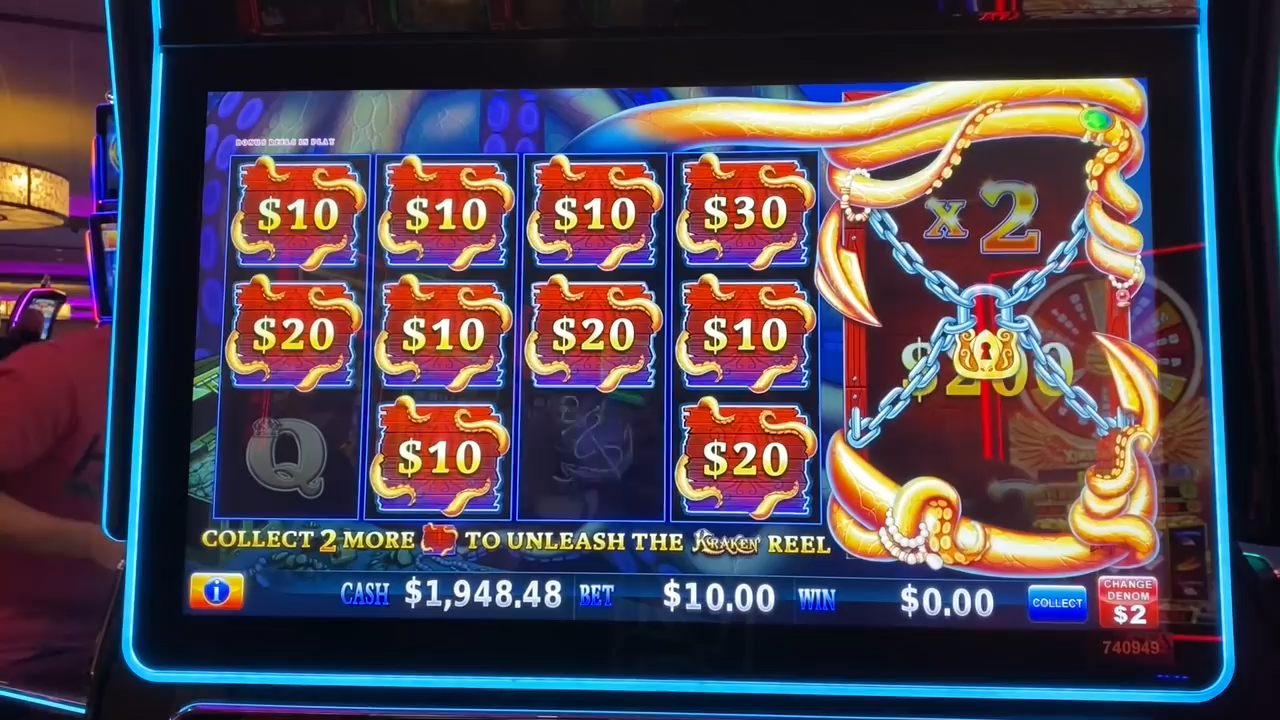 BONUS REELS IN PLAY
$10 $10 $10 $30
x2
$20 $10 $20 $10
$200
Q $10 $20
COLLECT 2 MORE TO UNLEASH THE KRAKEN REEL
i CASH $1,948.48 BET $10.00 WIN $0.00 COLLECT
CHANGE
DENOM
$2
740949